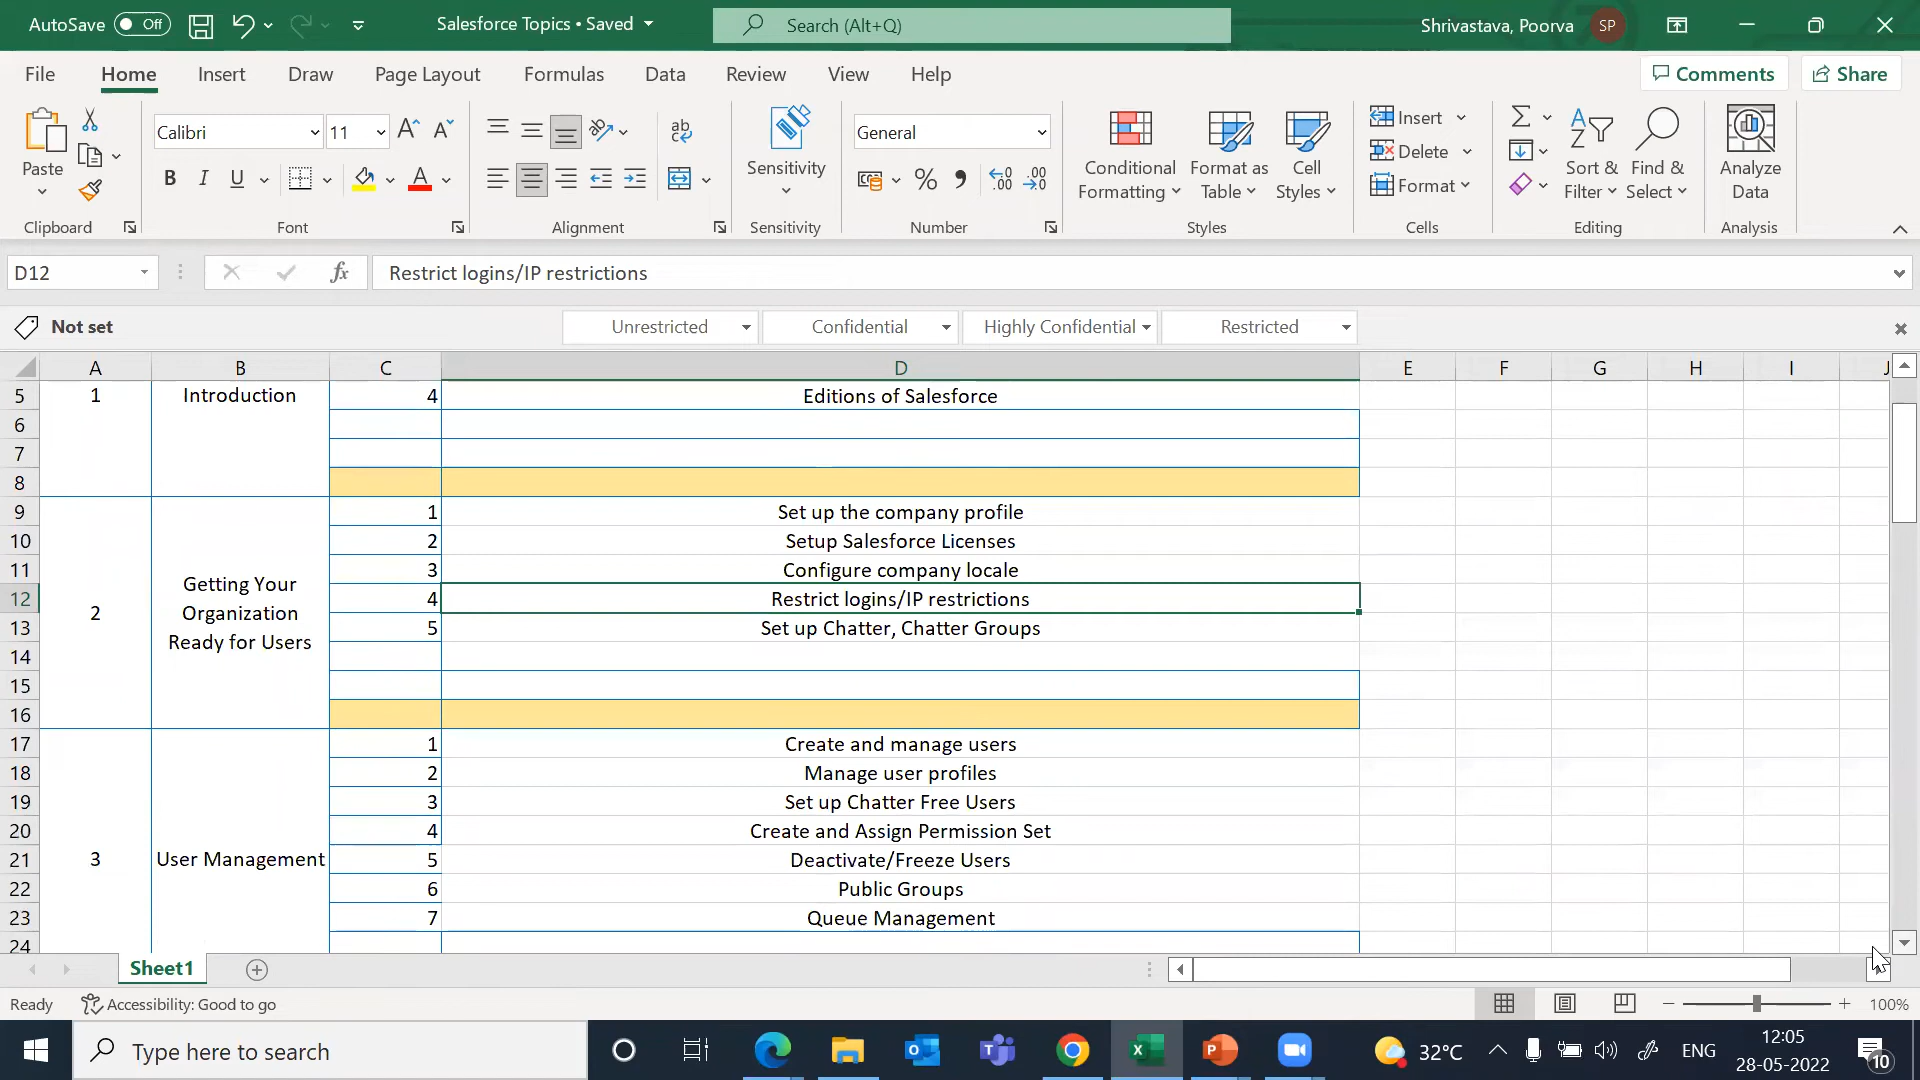 AutoSave Off Salesforce Topics • Saved Search (Alt+Q) Shrivastava, Poorva SP
File Home Insert Draw Page Layout Formulas Data Review View Help Comments Share
Calibri 11 ab General Insert Σ
Paste Sensitivity Conditional Format as Cell Delete Sort & Find & Analyze
B I U A % Formatting Table Styles Format Filter Select Data
Clipboard Font Alignment Sensitivity Number Styles Cells Editing Analysis
D12 fx Restrict logins/IP restrictions
Not set Unrestricted Confidential Highly Confidential Restricted
A B C D E F G H I J
5 1 Introduction 4 Editions of Salesforce
6
7
8
9 1 Set up the company profile
10 2 Setup Salesforce Licenses
11 3 Configure company locale
12 4 Restrict logins/IP restrictions
2 Getting Your
Organization
Ready for Users
13 5 Set up Chatter, Chatter Groups
14
15
16
17 1 Create and manage users
18 2 Manage user profiles
19 3 Set up Chatter Free Users
20 4 Create and Assign Permission Set
21 3 User Management 5 Deactivate/Freeze Users
22 6 Public Groups
23 7 Queue Management
24
Sheet1
Ready Accessibility: Good to go 100%
Type here to search 32°C ENG 12:05
28-05-2022 10